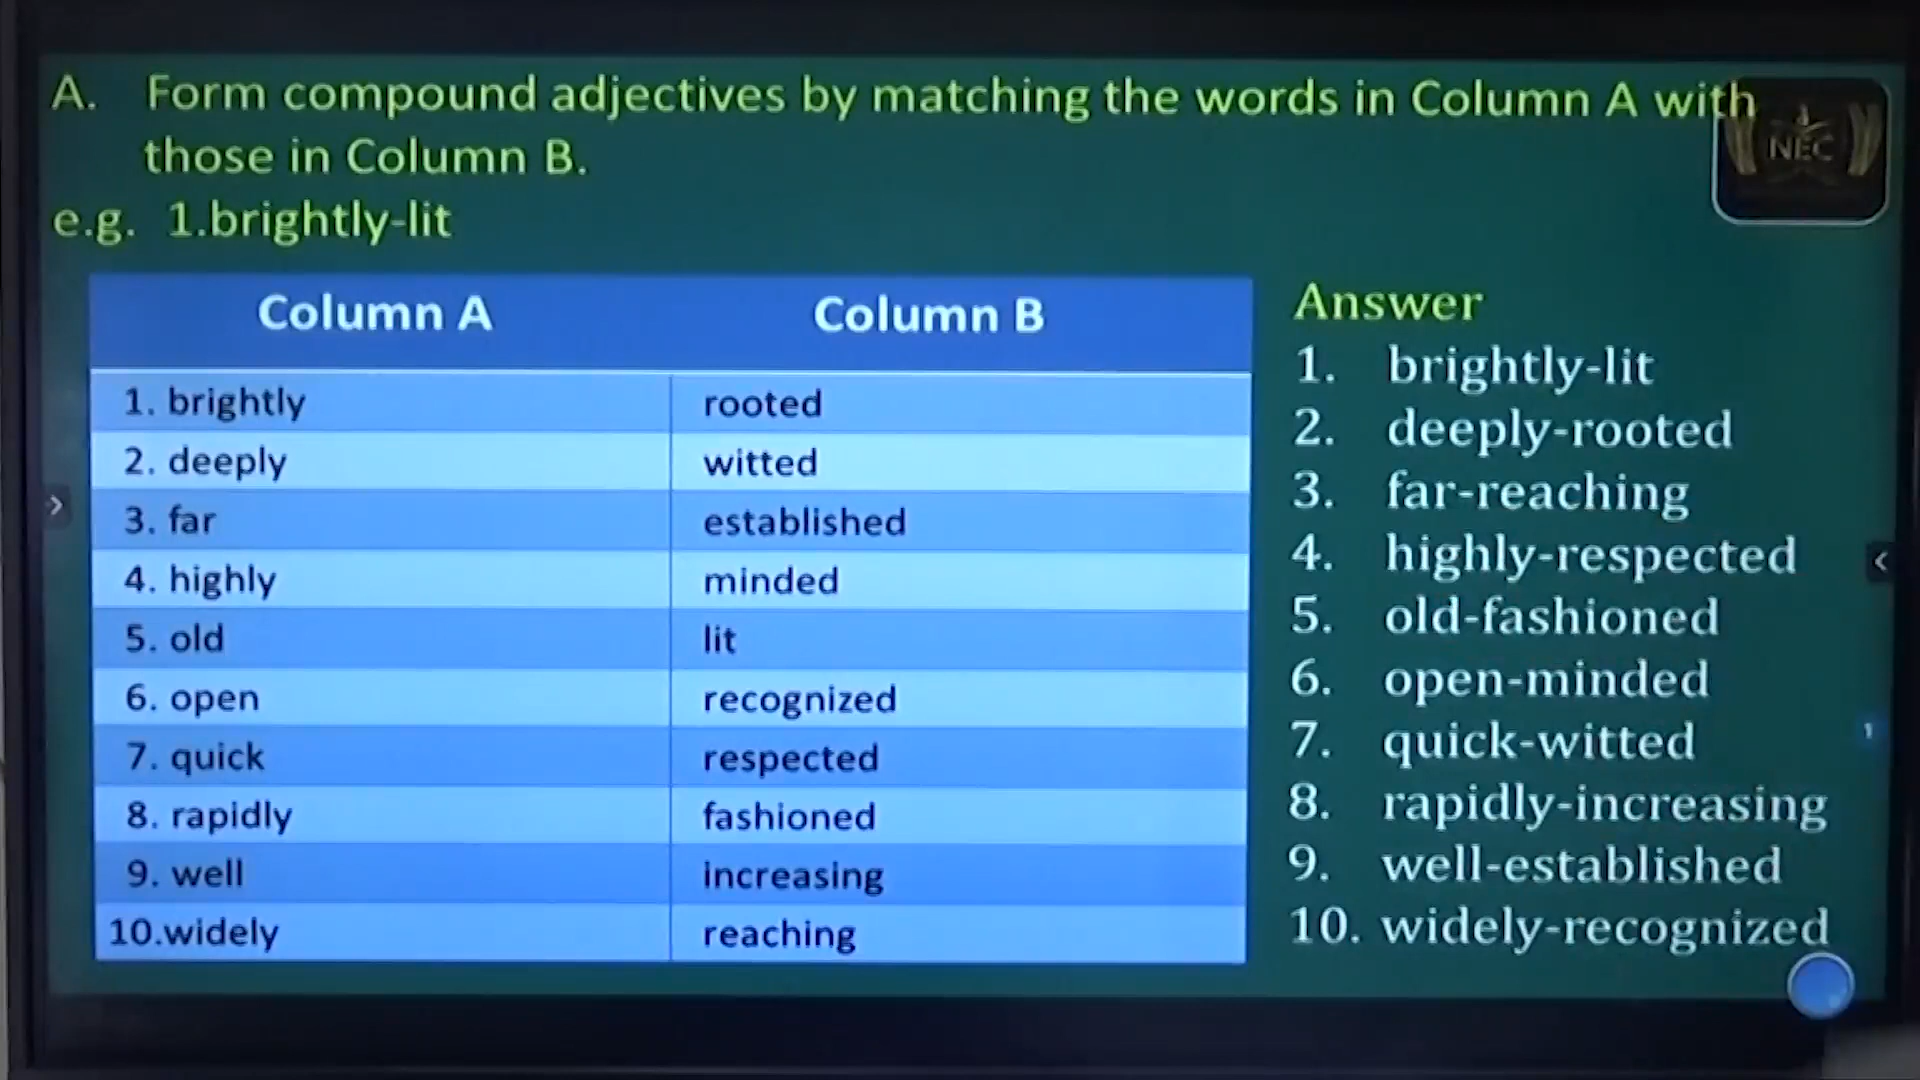 A. Form compound adjectives by matching the words in Column A with
those in Column B.
e.g. 1.brightly-lit
NEC
Column A Column B
1. brightly rooted
2. deeply witted
3. far established
4. highly minded
5. old lit
6. open recognized
7. quick respected
8. rapidly fashioned
9. well increasing
10.widely reaching
Answer
1. brightly-lit
2. deeply-rooted
3. far-reaching
4. highly-respected
5. old-fashioned
6. open-minded
7. quick-witted
8. rapidly-increasing
9. well-established
10. widely-recognized
1